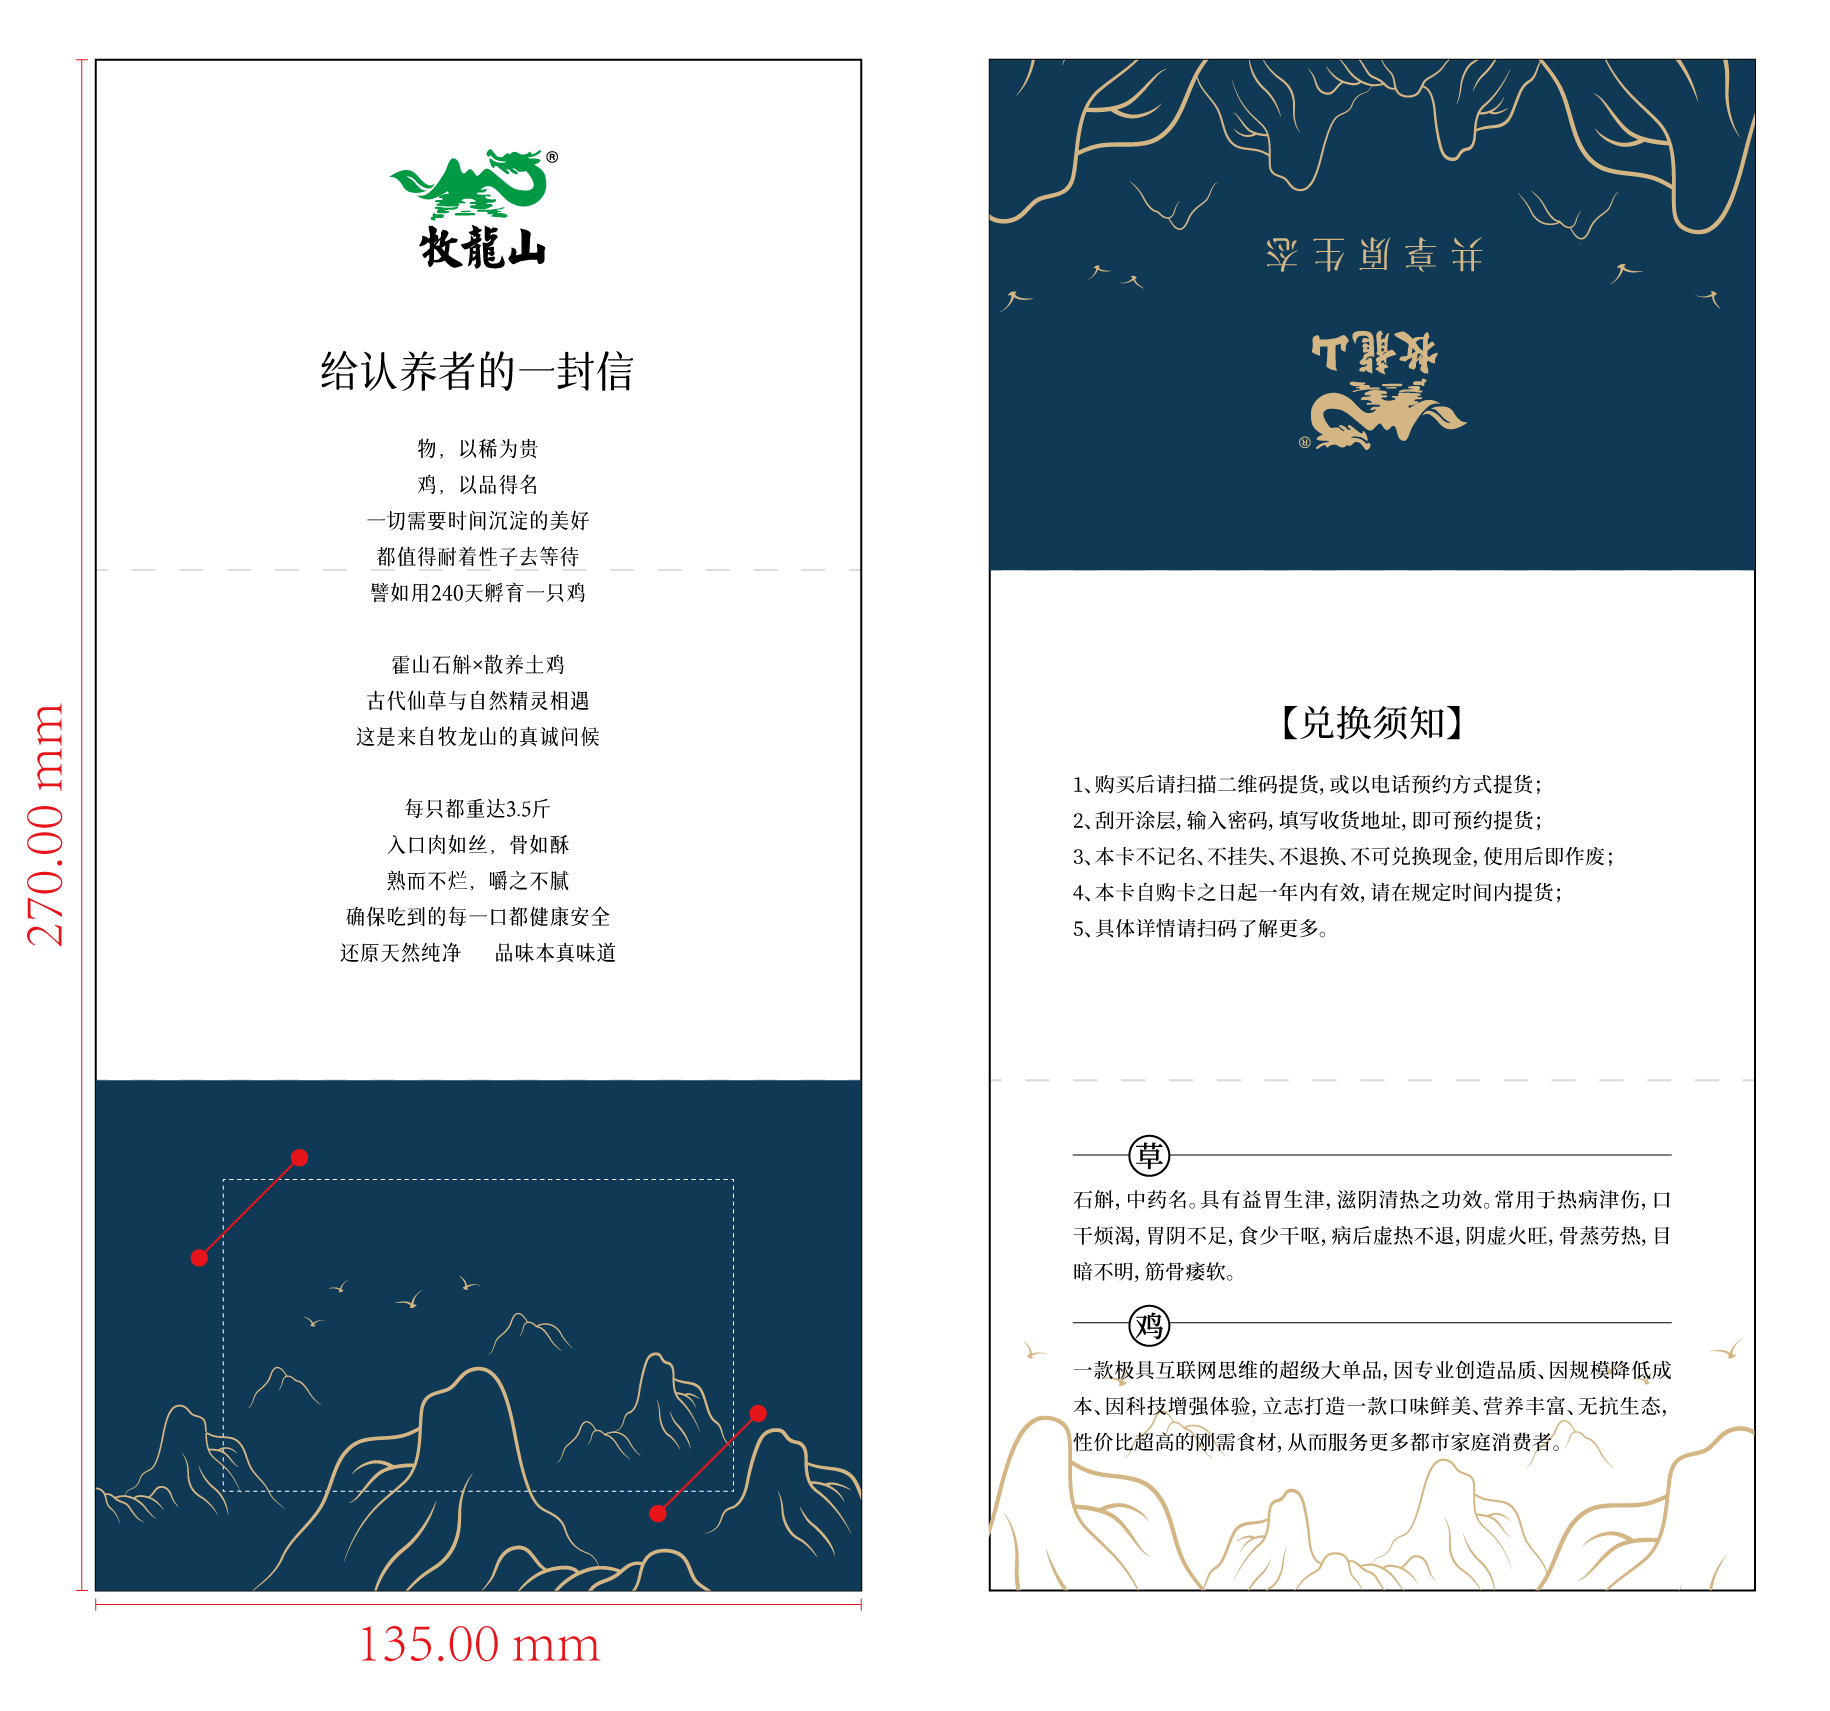 ®
牧龍山
给认养者的一封信
物，以稀为贵
鸡，以品得名
一切需要时间沉淀的美好
都值得耐着性子去等待
譬如用240天孵育一只鸡
霍山石斛×散养土鸡
古代仙草与自然精灵相遇
这是来自牧龙山的真诚问候
每只都重达3.5斤
入口肉如丝，骨如酥
熟而不烂，嚼之不腻
确保吃到的每一口都健康安全
还原天然纯净 品味本真味道
270.00 mm
135.00 mm
共享原生态
牧龍山
®
【兑换须知】
1、购买后请扫描二维码提货，或以电话预约方式提货；
2、刮开涂层，输入密码，填写收货地址，即可预约提货；
3、本卡不记名、不挂失、不退换、不可兑换现金，使用后即作废；
4、本卡自购卡之日起一年内有效，请在规定时间内提货；
5、具体详情请扫码了解更多。
草
石斛，中药名。具有益胃生津，滋阴清热之功效。常用于热病津伤，口
干烦渴，胃阴不足，食少干呕，病后虚热不退，阴虚火旺，骨蒸劳热，目
暗不明，筋骨痿软。
鸡
一款极具互联网思维的超级大单品，因专业创造品质、因规模降低成
本、因科技增强体验，立志打造一款口味鲜美、营养丰富、无抗生态，
性价比超高的刚需食材，从而服务更多都市家庭消费者。